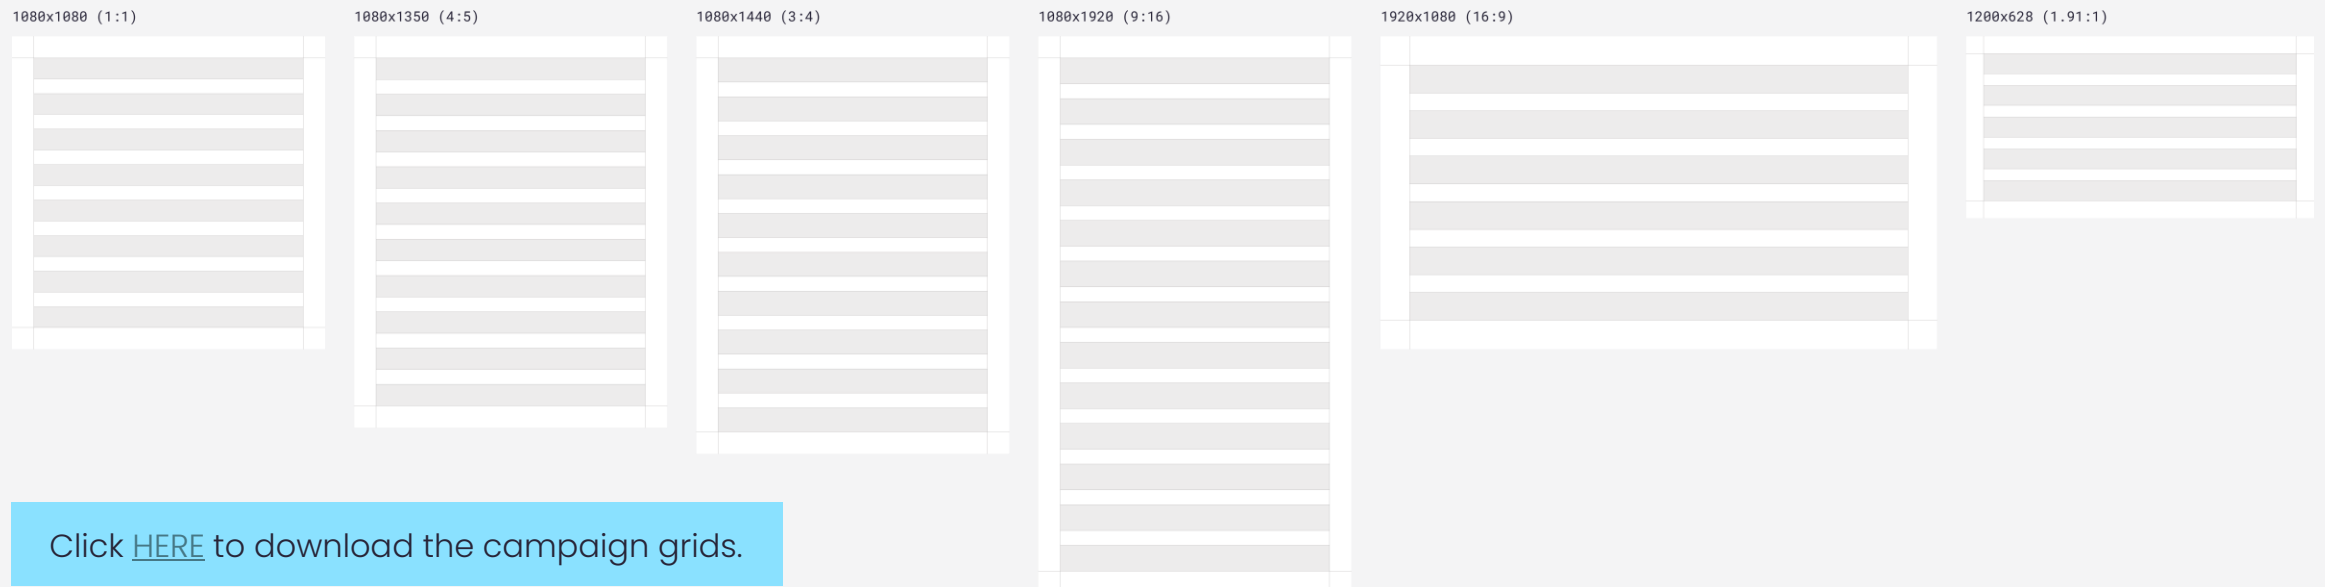 1080x1080 (1:1)
1080x1350 (4:5)
1080x1440 (3:4)
1080x1920 (9:16)
1920x1080 (16:9)
1200x628 (1.91:1)
Click HERE to download the campaign grids.